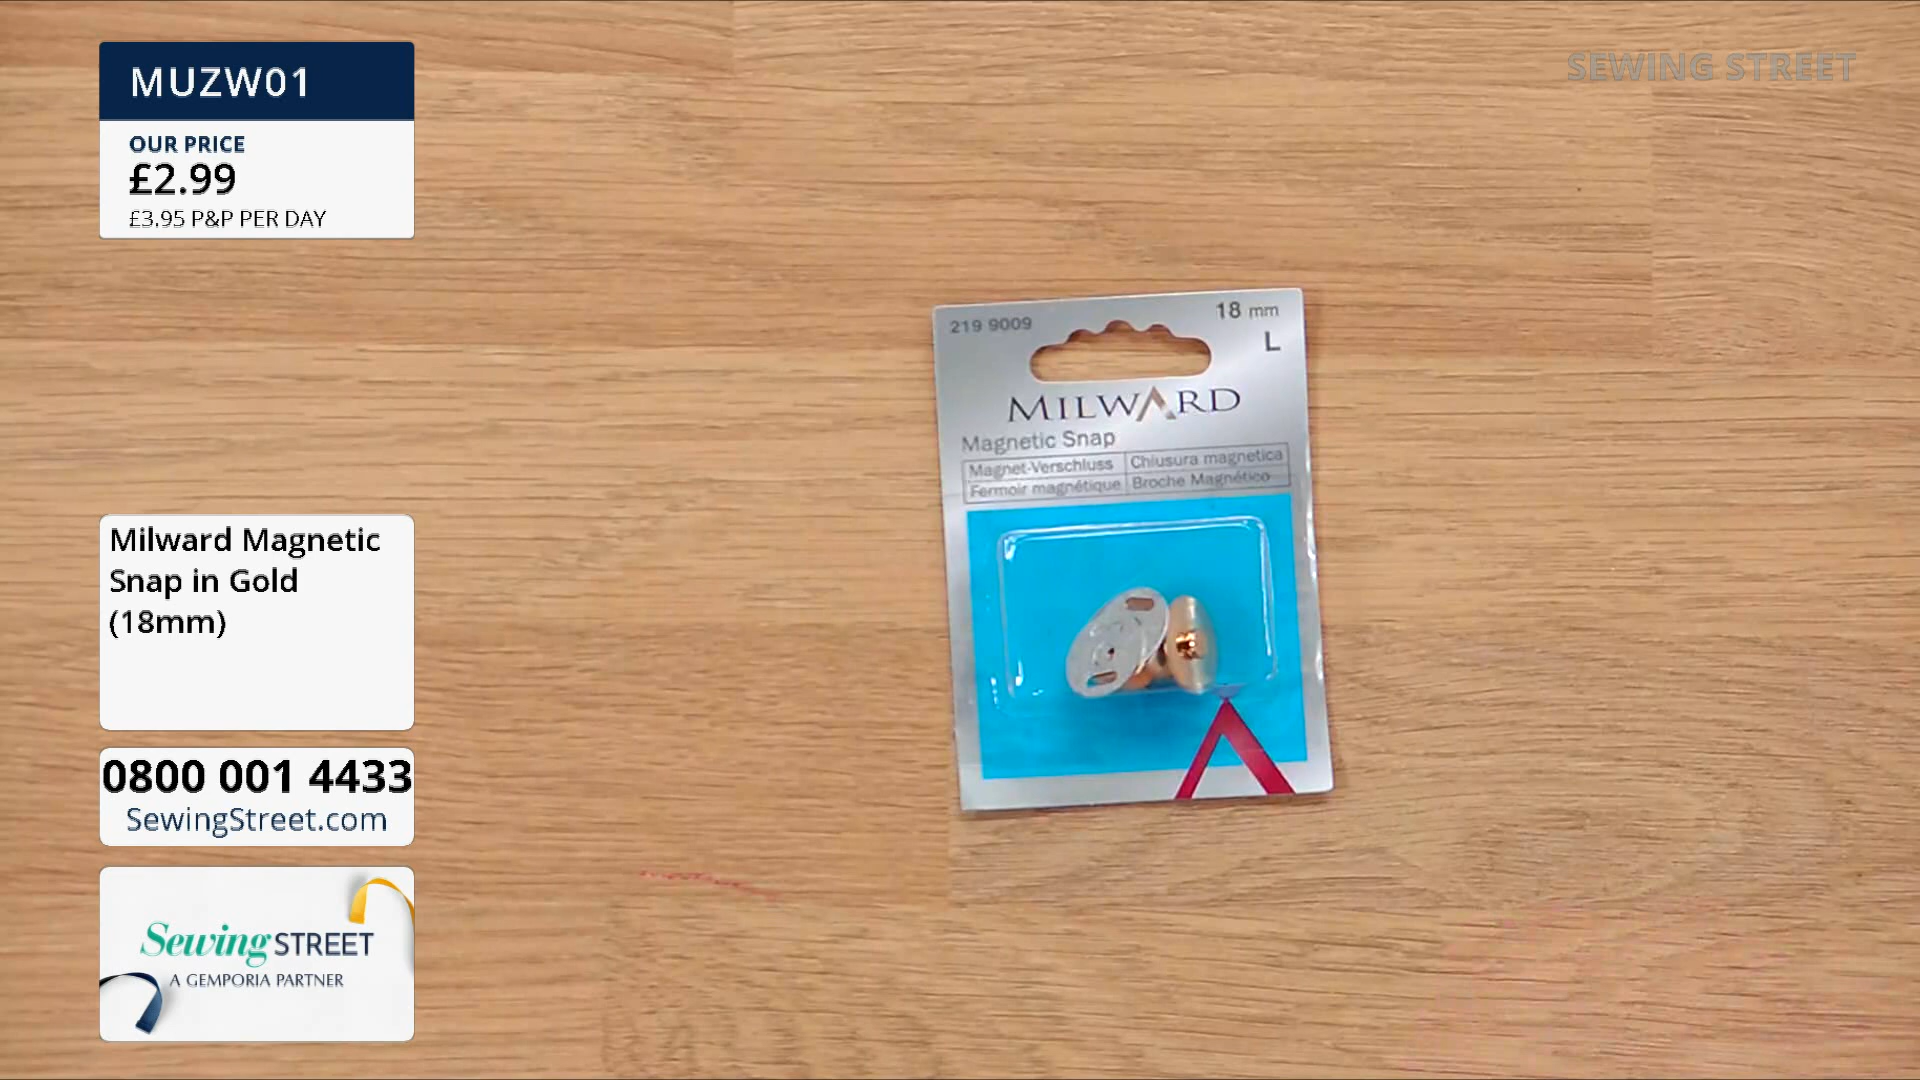 MUZW01
OUR PRICE
£2.99
£3.95 P&P PER DAY
SEWING STREET
219 9009
18 mm
L
MILWARD
Magnetic Snap
Magnet-Verschluss Chiusura magnetica
Fermoir magnétique Broche Magnético
Milward Magnetic
Snap in Gold
(18mm)
0800 001 4433
SewingStreet.com
Sewing STREET
A GEMPORIA PARTNER